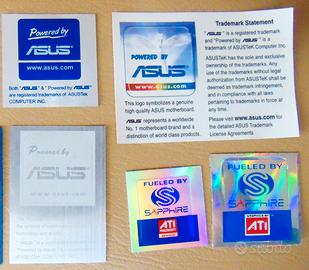 Powered by
ASUS
www.asus.com
Both "ASUS" & "Powered by ASUS"
are registered trademarks of ASUSTeK
COMPUTER INC.
POWERED BY
ASUS
www.asus.com
This logo symbolizes a genuine
high quality ASUS motherboard.
ASUS represents a worldwide
No. 1 motherboard brand and a
distinction of world class products.
Trademark Statement
"ASUS" is a registered trademark
and "Powered by ASUS" is a
trademark of ASUSTeK Computer Inc.
ASUSTeK has the sole and exclusive
ownership of the trademarks. Any
use of the trademarks without legal
authorization from ASUSTeK shall be
deemed as trademark infringement,
and in compliance with all laws
pertaining to trademarks in force at
any time.
Please visit www.asus.com for
the detailed ASUS Trademark
License Agreements.
Powered by
ASUS
FUELED BY
SAPPHIRE
ATI
FUELED BY
SAPPHIRE
ATI
subito